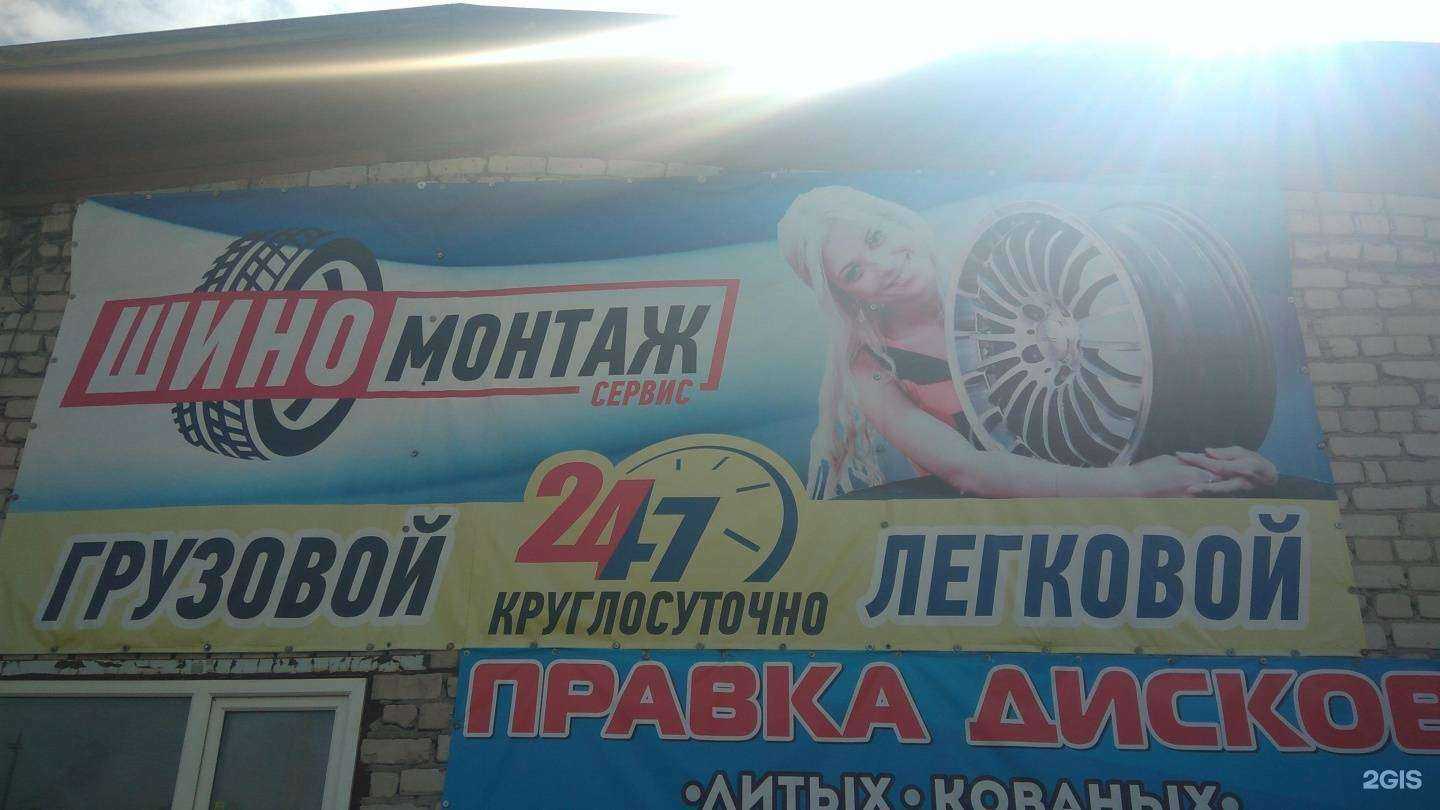 ШИНОМОНТАЖ
СЕРВИС
24/7
ГРУЗОВОЙ
КРУГЛОСУТОЧНО
ЛЕГКОВОЙ
ПРАВКА ДИСКОВ
•ЛИТЫХ•КОВАНЫХ•
2GIS